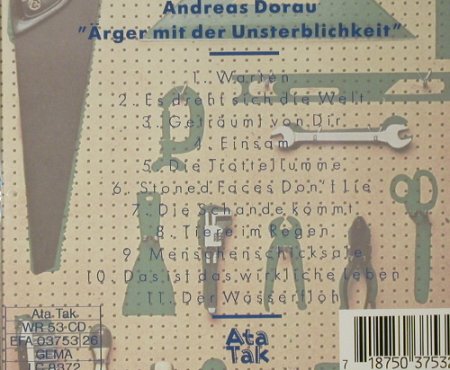 Andreas Dorau
"Ärger mit der Unsterblichkeit"
1. Warten
2. Es dreht sich die Welt
3. Geträumt von Dir
4. Einsam
5. Die Trottellumme
6. Stoned Faces Don't lie
7. Die Schande kommt
8. Tiere im Regen
9. Menschenschicksale
10. Das ist das wirkliche leben
11. Der Wasserfloh
Ata Tak
Ata.Tak.
WR 53-CD
EFA 03753|26
GEMA
LC 8372
7 18750 37532